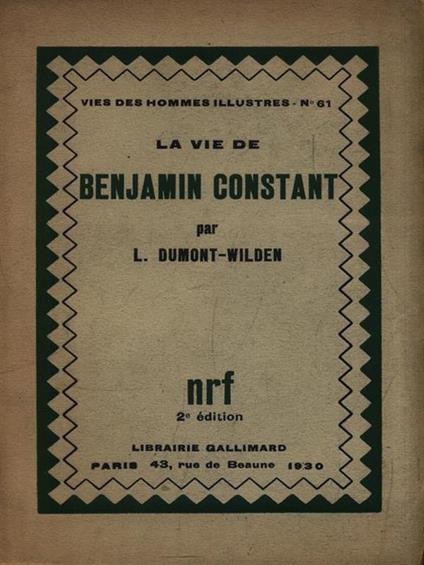 VIES DES HOMMES ILLUSTRES - N° 61
LA VIE DE
BENJAMIN CONSTANT
par
L. DUMONT-WILDEN
nrf
2e édition
LIBRAIRIE GALLIMARD
PARIS 43, rue de Beaune 1930